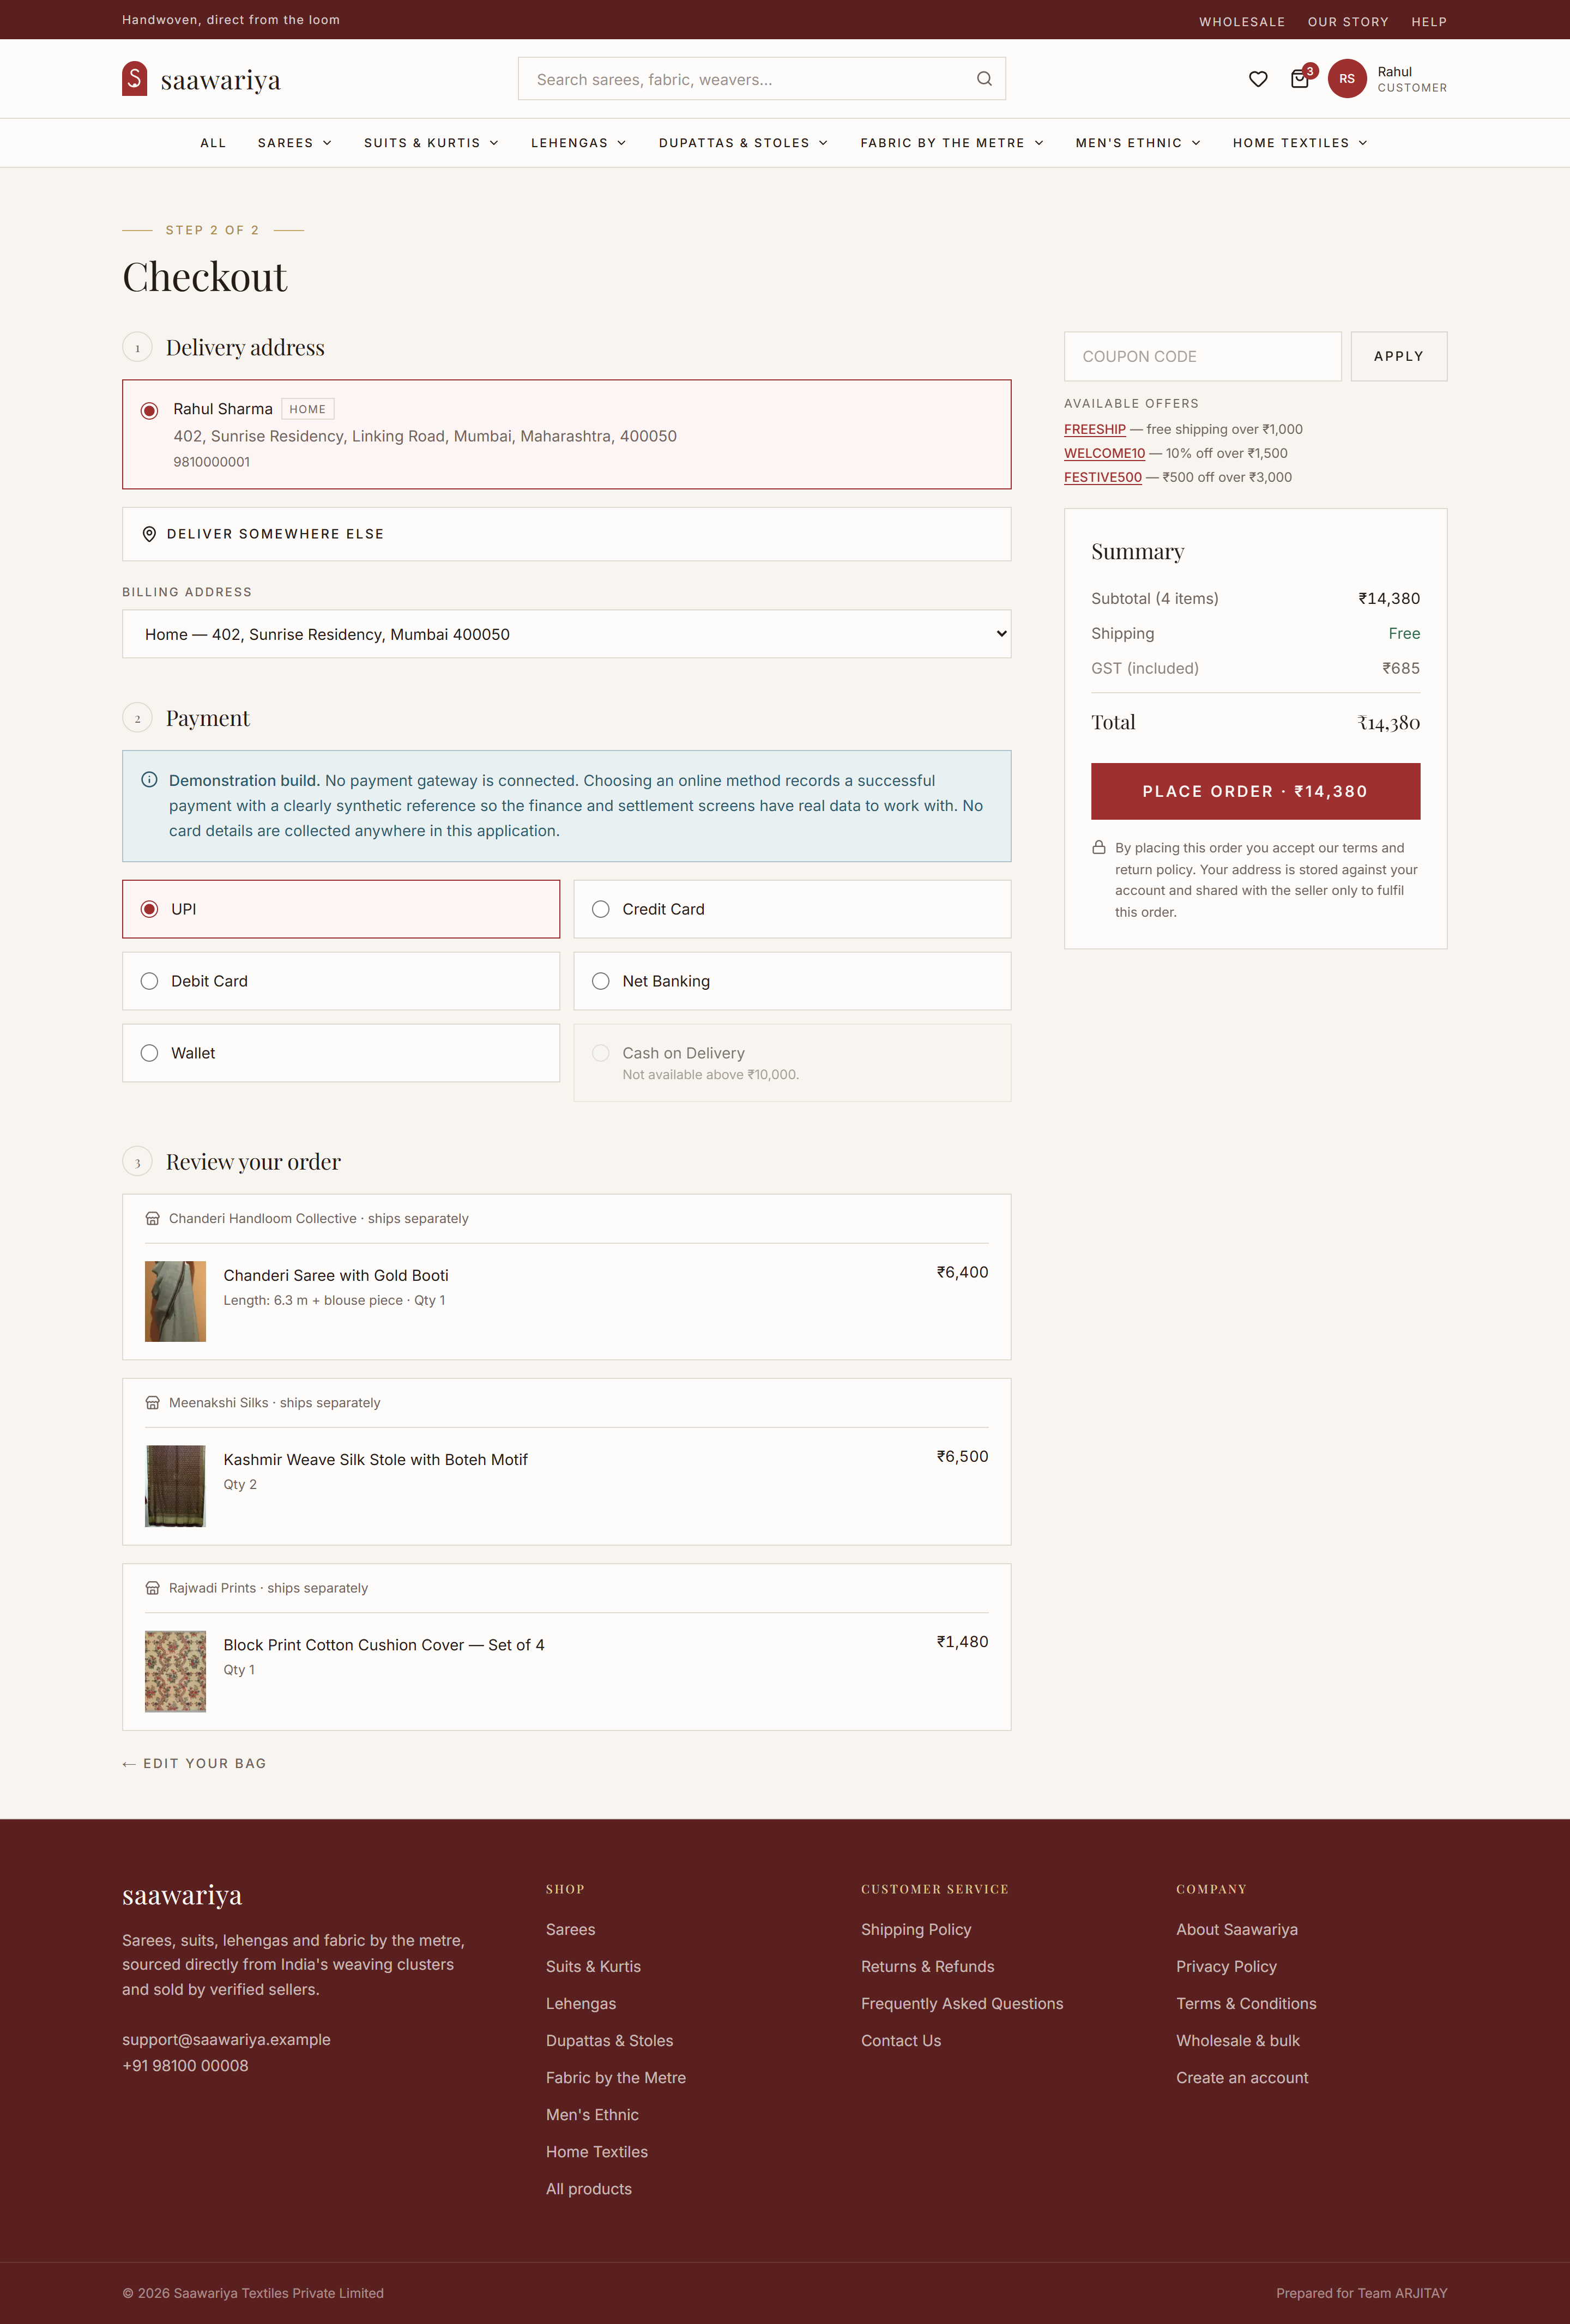 Handwoven, direct from the loom
WHOLESALE OUR STORY HELP
S saawariya
Search sarees, fabric, weavers...
3
RS
Rahul
CUSTOMER
ALL SAREES SUITS & KURTIS LEHENGAS DUPATTAS & STOLES FABRIC BY THE METRE MEN'S ETHNIC HOME TEXTILES
STEP 2 OF 2
Checkout
1 Delivery address
Rahul Sharma HOME
402, Sunrise Residency, Linking Road, Mumbai, Maharashtra, 400050
9810000001
DELIVER SOMEWHERE ELSE
BILLING ADDRESS
Home — 402, Sunrise Residency, Mumbai 400050
2 Payment
Demonstration build. No payment gateway is connected. Choosing an online method records a successful
payment with a clearly synthetic reference so the finance and settlement screens have real data to work with. No
card details are collected anywhere in this application.
UPI
Credit Card
Debit Card
Net Banking
Wallet
Cash on Delivery
Not available above ₹10,000.
3 Review your order
Chanderi Handloom Collective · ships separately
Chanderi Saree with Gold Booti ₹6,400
Length: 6.3 m + blouse piece · Qty 1
Meenakshi Silks · ships separately
Kashmir Weave Silk Stole with Boteh Motif ₹6,500
Qty 2
Rajwadi Prints · ships separately
Block Print Cotton Cushion Cover — Set of 4 ₹1,480
Qty 1
← EDIT YOUR BAG
COUPON CODE APPLY
AVAILABLE OFFERS
FREESHIP — free shipping over ₹1,000
WELCOME10 — 10% off over ₹1,500
FESTIVE500 — ₹500 off over ₹3,000
Summary
Subtotal (4 items) ₹14,380
Shipping Free
GST (included) ₹685
Total ₹14,380
PLACE ORDER · ₹14,380
By placing this order you accept our terms and
return policy. Your address is stored against your
account and shared with the seller only to fulfil
this order.
saawariya
Sarees, suits, lehengas and fabric by the metre,
sourced directly from India's weaving clusters
and sold by verified sellers.
support@saawariya.example
+91 98100 00008
SHOP
Sarees
Suits & Kurtis
Lehengas
Dupattas & Stoles
Fabric by the Metre
Men's Ethnic
Home Textiles
All products
CUSTOMER SERVICE
Shipping Policy
Returns & Refunds
Frequently Asked Questions
Contact Us
COMPANY
About Saawariya
Privacy Policy
Terms & Conditions
Wholesale & bulk
Create an account
© 2026 Saawariya Textiles Private Limited
Prepared for Team ARJITAY